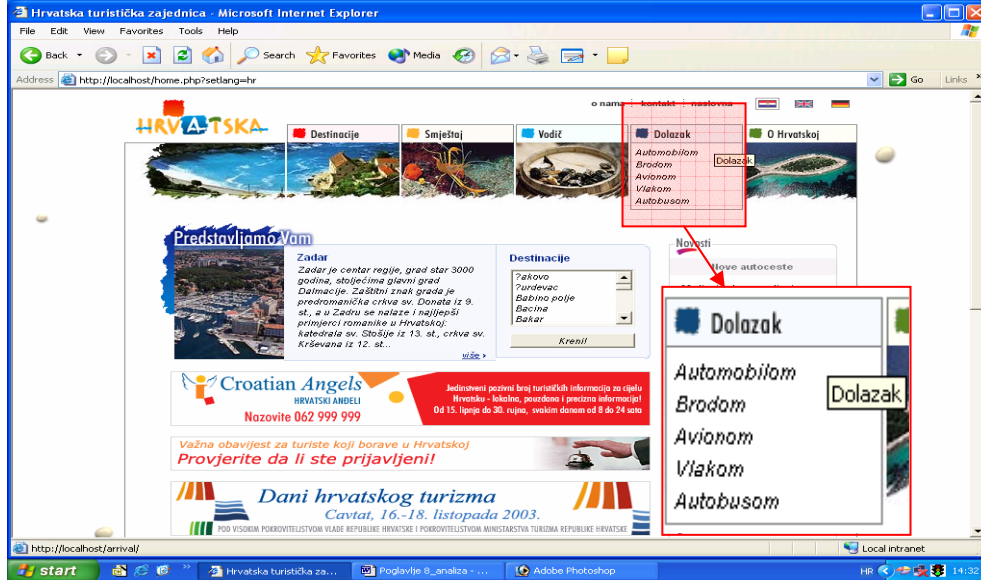 Hrvatska turistička zajednica - Microsoft Internet Explorer
File Edit View Favorites Tools Help
Back Search Favorites Media
Address http://localhost/home.php?setlang=hr Go Links
o nama kontakt naslovna
HRVATSKA
Destinacije Smještaj Vodič Dolazak O Hrvatskoj
Automobilom
Brodom
Avionom
Vlakom
Autobusom
Dolazak
Predstavljamo Vam
Zadar
Zadar je centar regije, grad star 3000
godina, stoljećima glavni grad
Dalmacije. Zaštitni znak grada je
predromanička crkva sv. Donata iz 9.
st., a u Zadru se nalaze i najljepši
primjerci romanike u Hrvatskoj:
katedrala sv. Stošije iz 13. st., crkva sv.
Krševana iz 12. st...
više ›
Destinacije
?akovo
?urdevac
Babino polje
Bacina
Bakar
Kreni!
Novosti
Nove autoceste
Dolazak
Automobilom
Brodom
Avionom
Vlakom
Autobusom
Dolazak
Croatian Angels
HRVATSKI ANĐELI
Nazovite 062 999 999
Jedinstveni pozivni broj turističkih informacija za cijelu
Hrvatsku - lokalna, pouzdana i precizna informacija!
Od 15. lipnja do 30. rujna, svakim danom od 8 do 24 sata
Važna obavijest za turiste koji borave u Hrvatskoj
Provjerite da li ste prijavljeni!
Dani hrvatskog turizma
Cavtat, 16.-18. listopada 2003.
POD VISOKIM POKROVITELJSTVOM VLADE REPUBLIKE HRVATSKE I POKROVITELJSTVOM MINISTARSTVA TURIZMA REPUBLIKE HRVATSKE
http://localhost/arrival/ Local intranet
start Hrvatska turistička za... Poglavlje 8_analiza - ... Adobe Photoshop HR 14:32